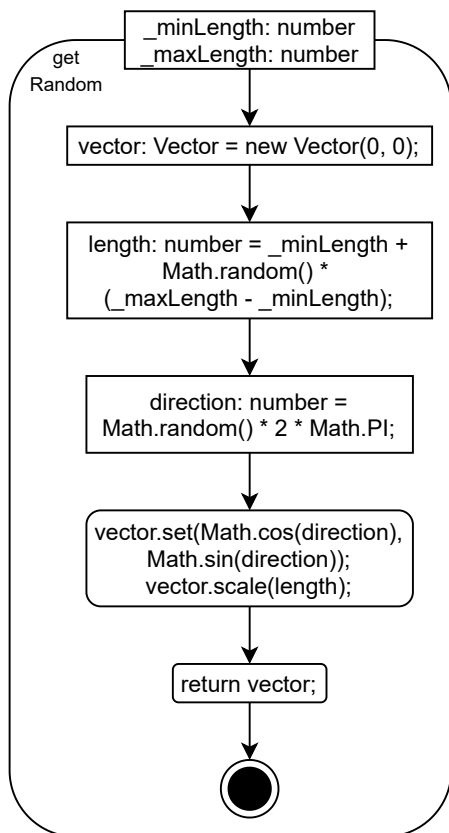 _minLength: number
_maxLength: number
get
Random
vector: Vector = new Vector(0, 0);
length: number = _minLength +
Math.random() *
(_maxLength - _minLength);
direction: number =
Math.random() * 2 * Math.PI;
vector.set(Math.cos(direction),
Math.sin(direction));
vector.scale(length);
return vector;